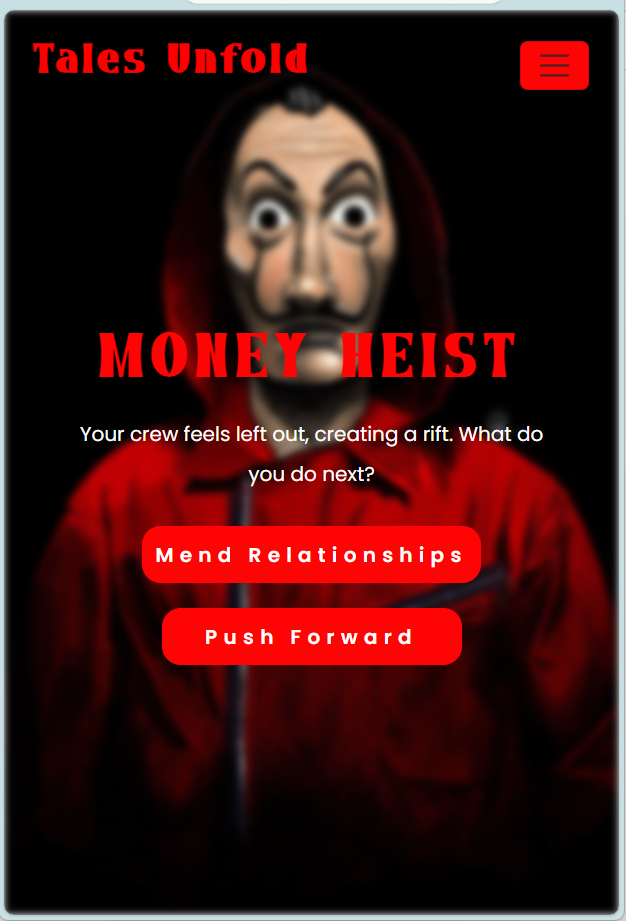 Tales Unfold
MONEY HEIST
Your crew feels left out, creating a rift. What do
you do next?
Mend Relationships
Push Forward